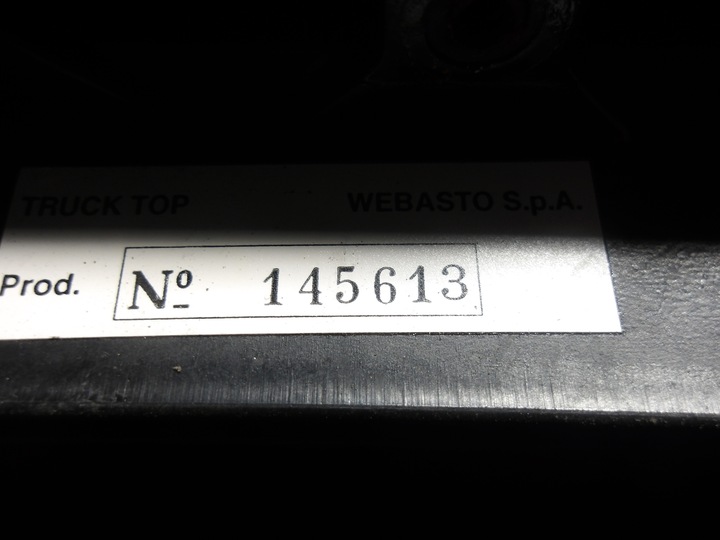 TRUCK TOP WEBASTO S.p.A.
Prod. Nº 145613